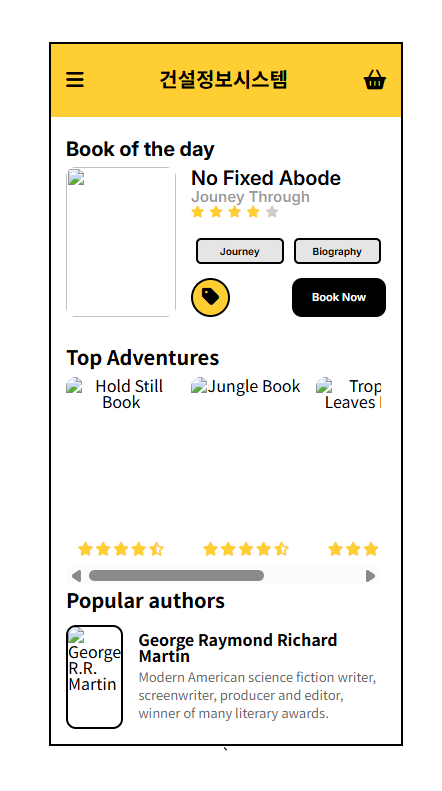 건설정보시스템
Book of the day
No Fixed Abode
Jouney Through
Journey
Biography
Book Now
Top Adventures
Hold Still
Book
Jungle Book
Trop
Leaves
Popular authors
George
R.R.
Martin
George Raymond Richard
Martin
Modern American science fiction writer,
screenwriter, producer and editor,
winner of many literary awards.
`